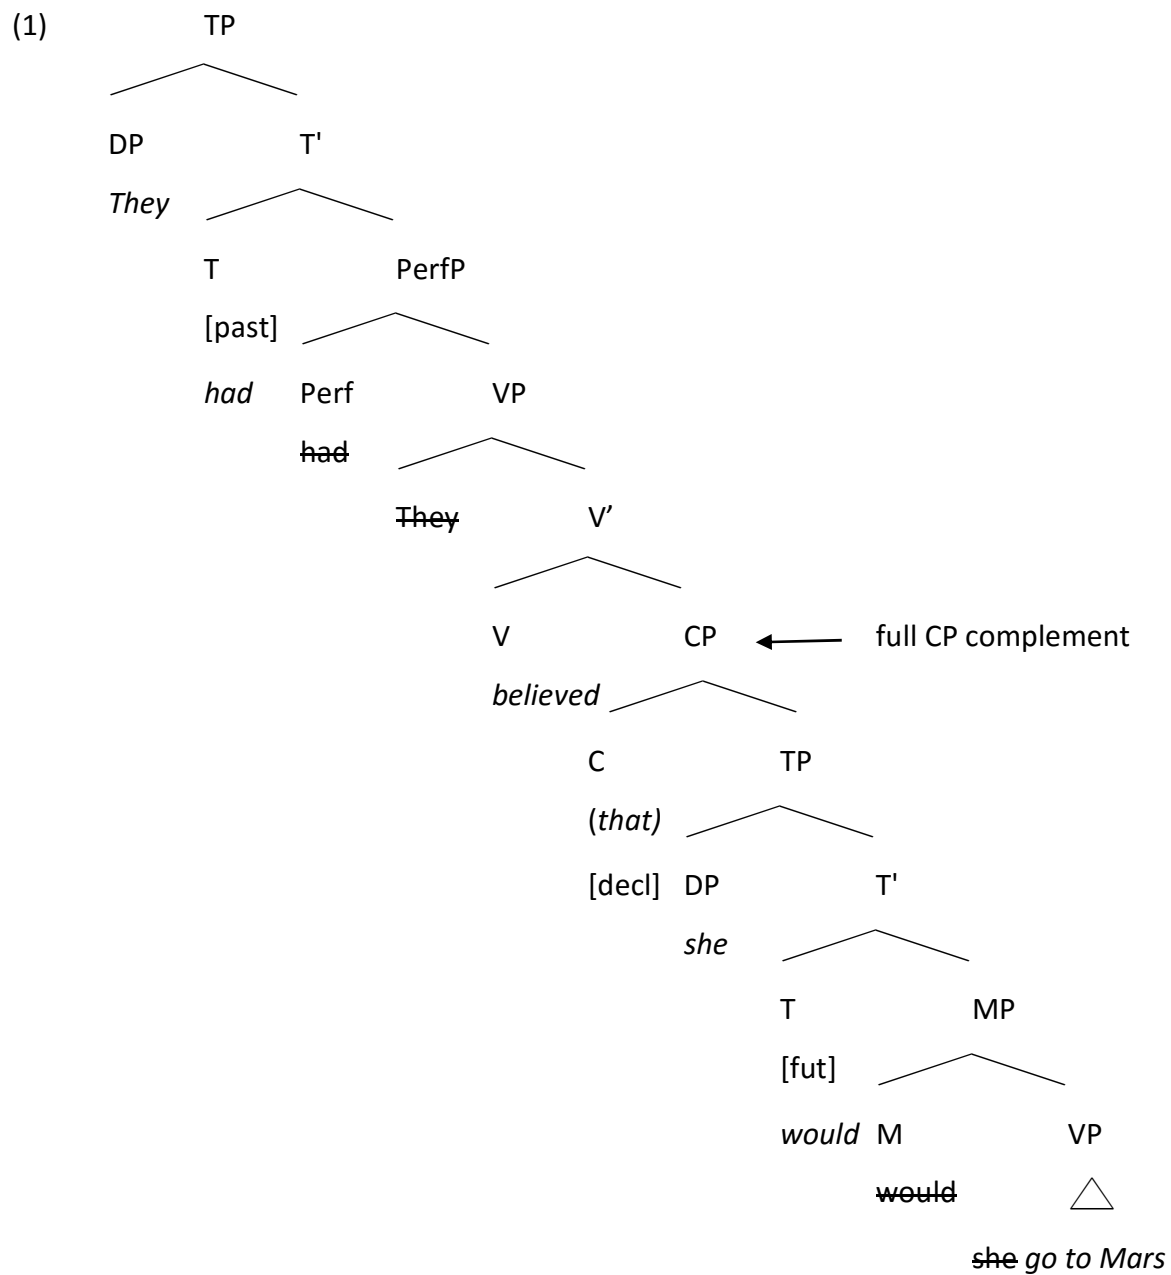 (1) TP
DP T'
They
T PerfP
[past]
had Perf VP
had
They V’
V CP full CP complement
believed
C TP
(that)
[decl] DP T'
she
T MP
[fut]
would M VP
would
she go to Mars